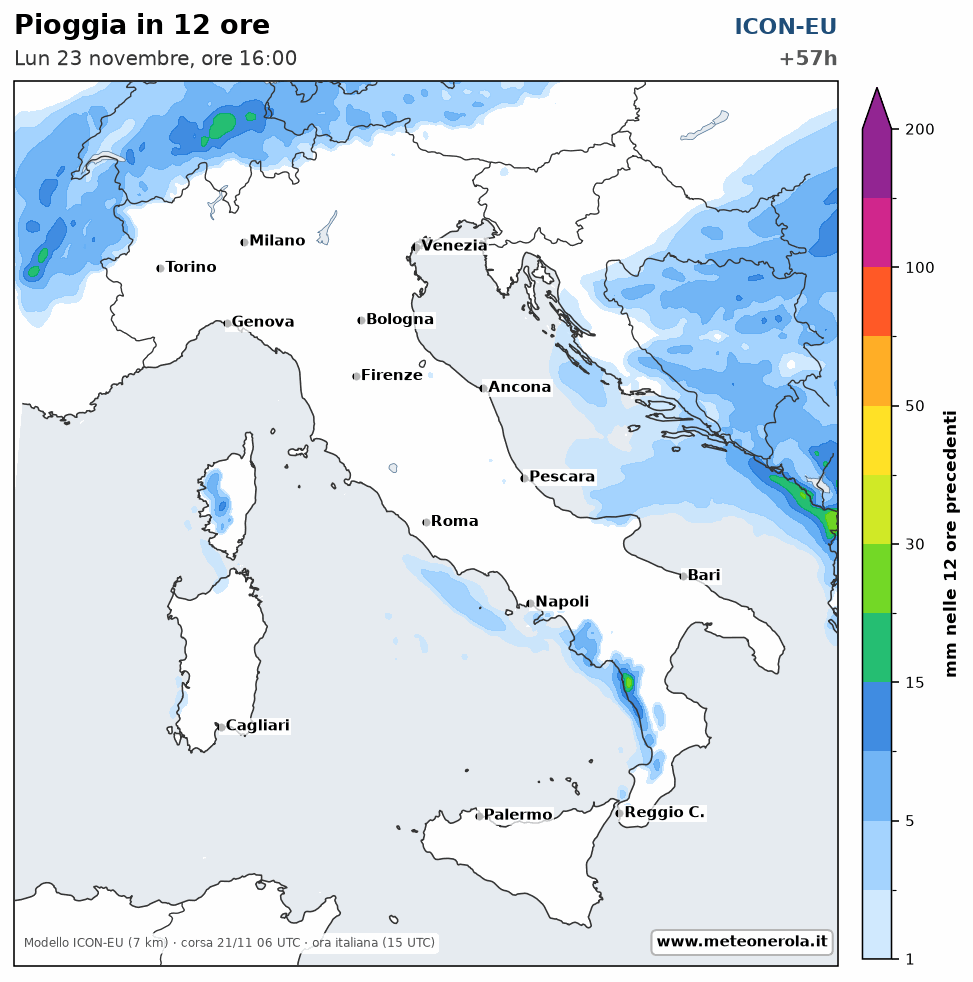 Pioggia in 12 ore
ICON-EU
Lun 23 novembre, ore 16:00
+57h
Milano
Venezia
Torino
Genova
Bologna
Firenze
Ancona
Pescara
Roma
Bari
Napoli
Cagliari
Palermo
Reggio C.
200
100
50
30
15
5
1
mm nelle 12 ore precedenti
Modello ICON-EU (7 km) · corsa 21/11 06 UTC · ora italiana (15 UTC)
www.meteonerola.it